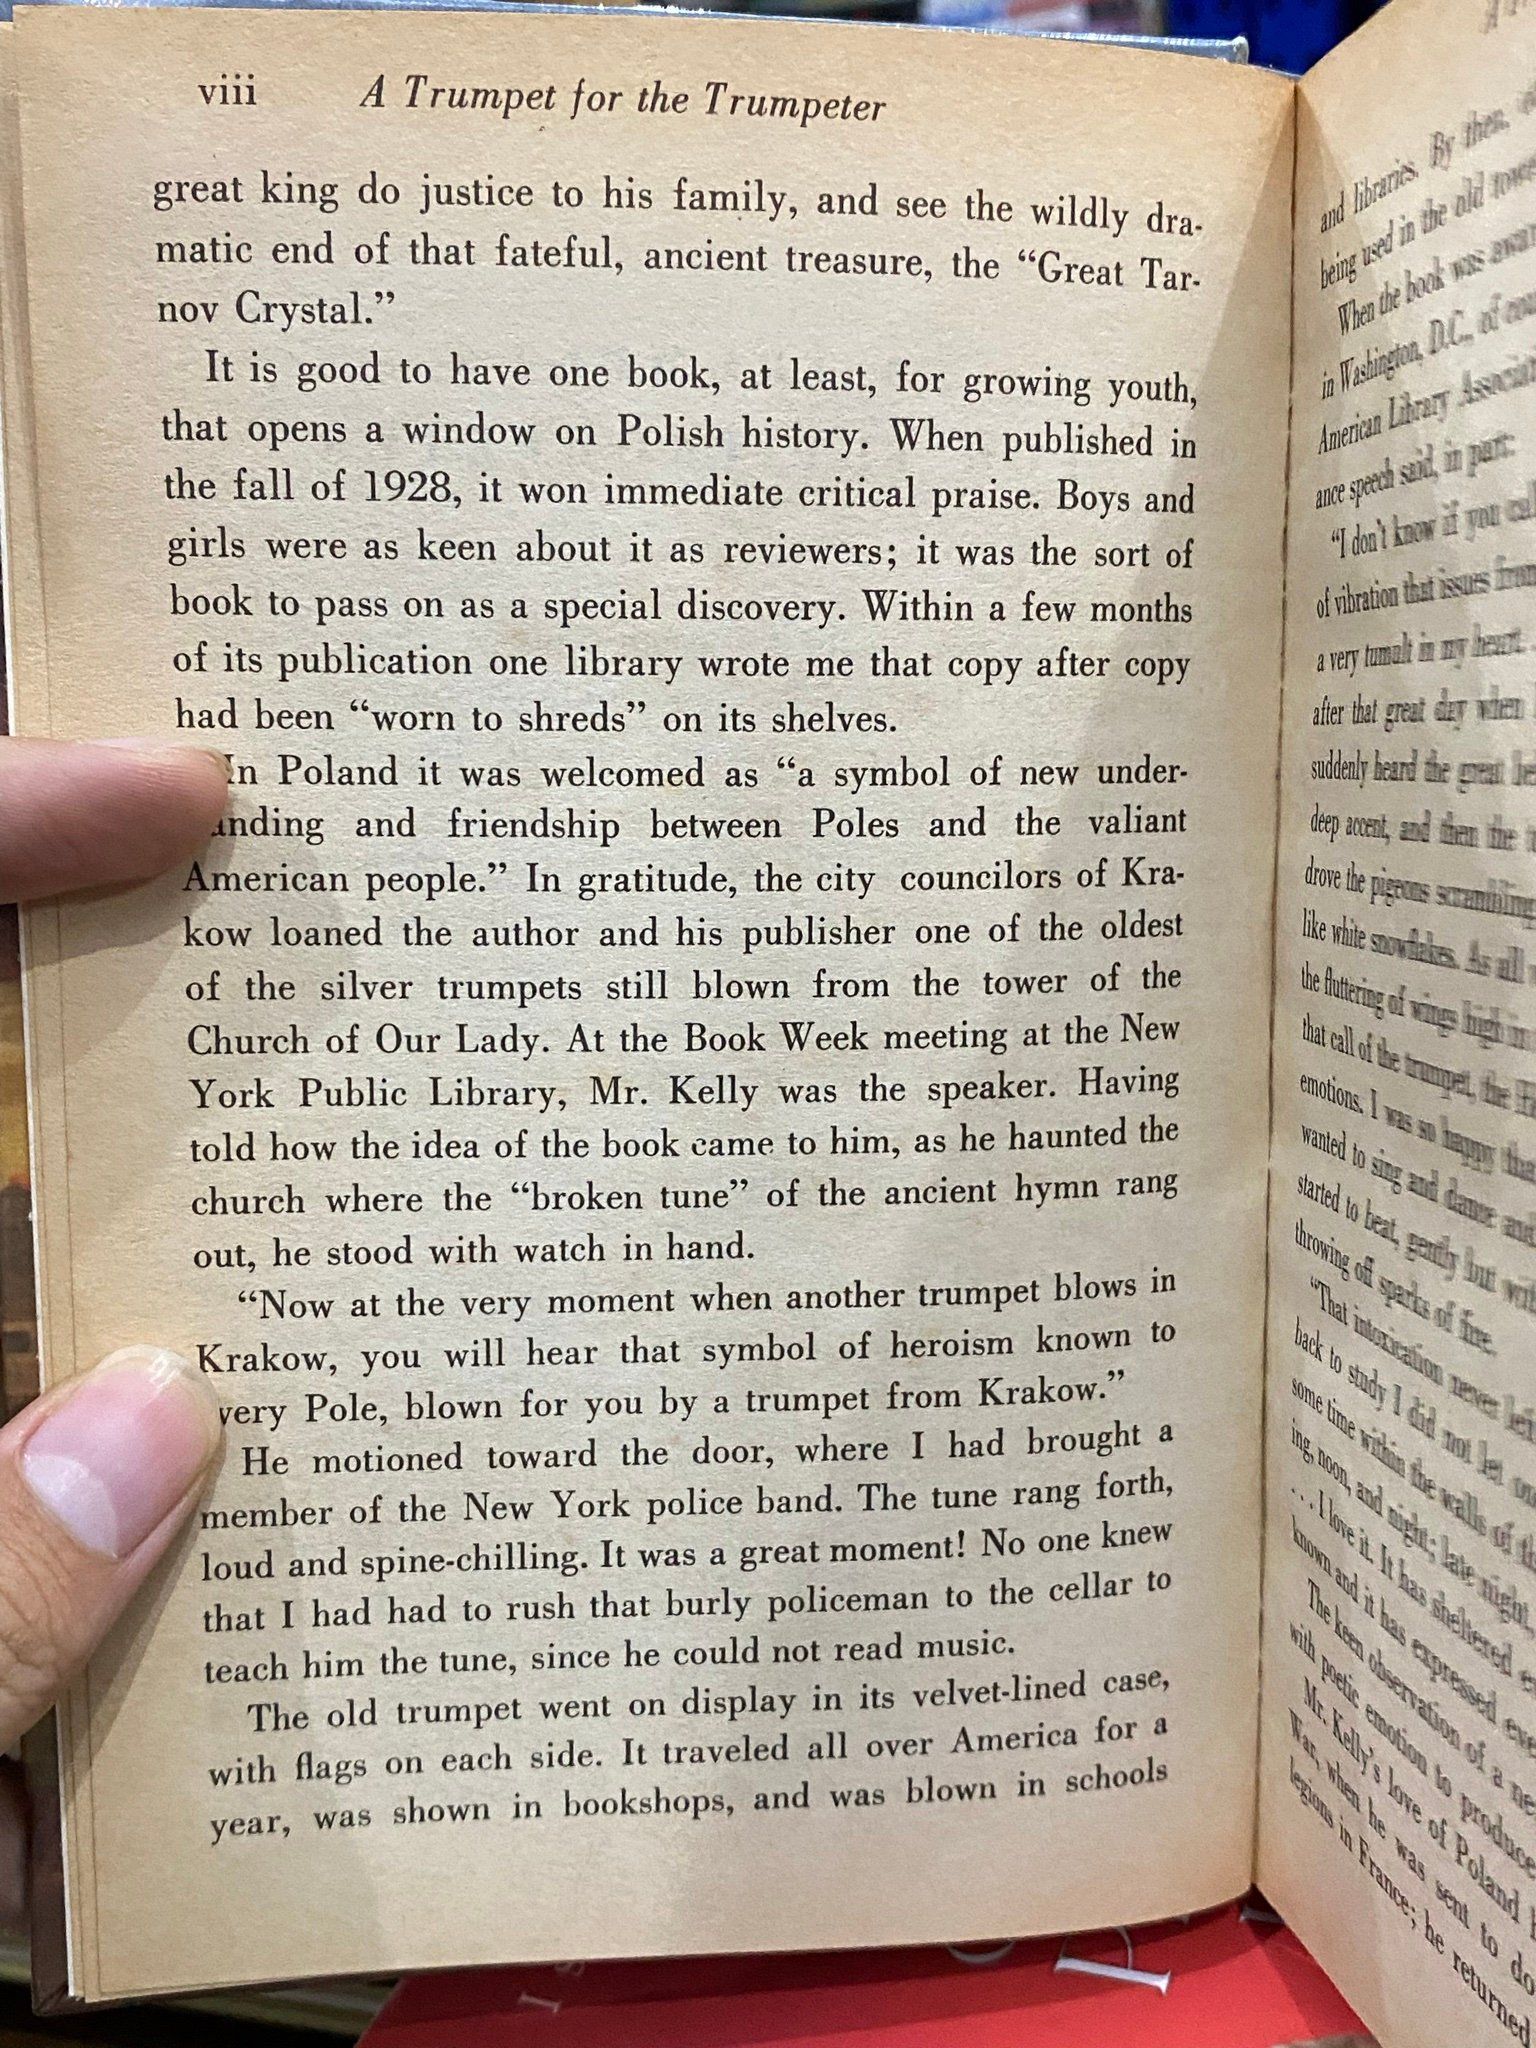 viii A Trumpet for the Trumpeter
great king do justice to his family, and see the wildly dra-
matic end of that fateful, ancient treasure, the “Great Tar-
nov Crystal.”
It is good to have one book, at least, for growing youth,
that opens a window on Polish history. When published in
the fall of 1928, it won immediate critical praise. Boys and
girls were as keen about it as reviewers; it was the sort of
book to pass on as a special discovery. Within a few months
of its publication one library wrote me that copy after copy
had been “worn to shreds” on its shelves.
In Poland it was welcomed as “a symbol of new under-
anding and friendship between Poles and the valiant
American people.” In gratitude, the city councilors of Kra-
kow loaned the author and his publisher one of the oldest
of the silver trumpets still blown from the tower of the
Church of Our Lady. At the Book Week meeting at the New
York Public Library, Mr. Kelly was the speaker. Having
told how the idea of the book came to him, as he haunted the
church where the “broken tune” of the ancient hymn rang
out, he stood with watch in hand.
“Now at the very moment when another trumpet blows in
Krakow, you will hear that symbol of heroism known to
very Pole, blown for you by a trumpet from Krakow.”
He motioned toward the door, where I had brought a
member of the New York police band. The tune rang forth,
loud and spine-chilling. It was a great moment! No one knew
that I had had to rush that burly policeman to the cellar to
teach him the tune, since he could not read music.
The old trumpet went on display in its velvet-lined case,
with flags on each side. It traveled all over America for a
year, was shown in bookshops, and was blown in schools
and libraries. By then,
being used in the old
When the book was
in Washington, D.C., of
American Library
ance speech said, in part:
“I don't know if you
of vibration that issues from
a very tumult in my heart.
after that great day when
suddenly heard the great
deep accent, and then the
drove the pigeons scrambling
like white snowflakes. As all
the fluttering of wings high in
that call of the trumpet, the
emotions. I was so happy that
wanted to sing and dance and
started to beat, gently but
throwing off sparks of fire.
“That intoxication never
back to study I did not let
some time within the walls of
ing, noon, and night; late night,
. . . I love it. It has sheltered
known and it has expressed
The keen observation of a
with poetic emotion to produce
Mr. Kelly's love of Poland
War, when he was sent to do
legions in France; he returned